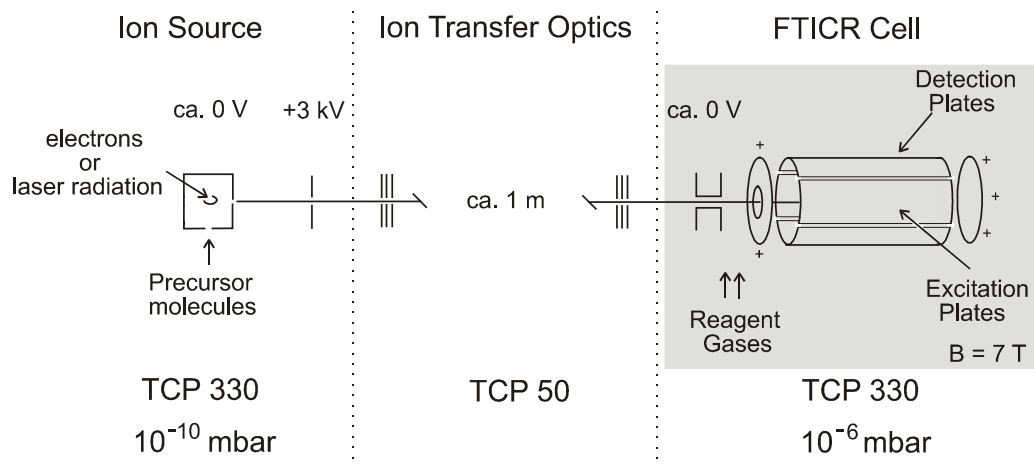 Ion Source
Ion Transfer Optics
FTICR Cell
ca. 0 V
+3 kV
electrons
or
laser radiation
Precursor
molecules
ca. 1 m
ca. 0 V
Detection
Plates
+
+
+
+
+
Reagent
Gases
Excitation
Plates
B = 7 T
TCP 330
TCP 50
TCP 330
10⁻¹⁰ mbar
10⁻⁶ mbar